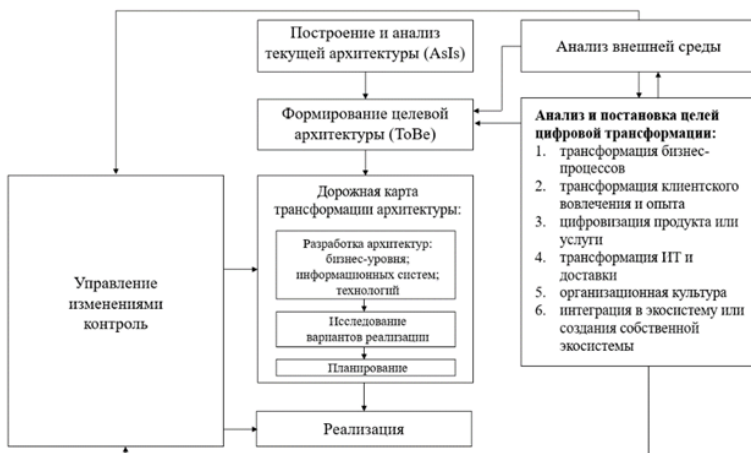 Построение и анализ
текущей архитектуры (AsIs)
Анализ внешней среды
Формирование целевой
архитектуры (ToBe)
Анализ и постановка целей
цифровой трансформации:
1. трансформация бизнес-
процессов
2. трансформация клиентского
вовлечения и опыта
3. цифровизация продукта или
услуги
4. трансформация ИТ и
доставки
5. организационная культура
6. интеграция в экосистему или
создания собственной
экосистемы
Дорожная карта
трансформации архитектуры:
Разработка архитектур:
бизнес-уровня;
информационных систем;
технологий
Исследование
вариантов реализации
Планирование
Управление
изменениями
контроль
Реализация